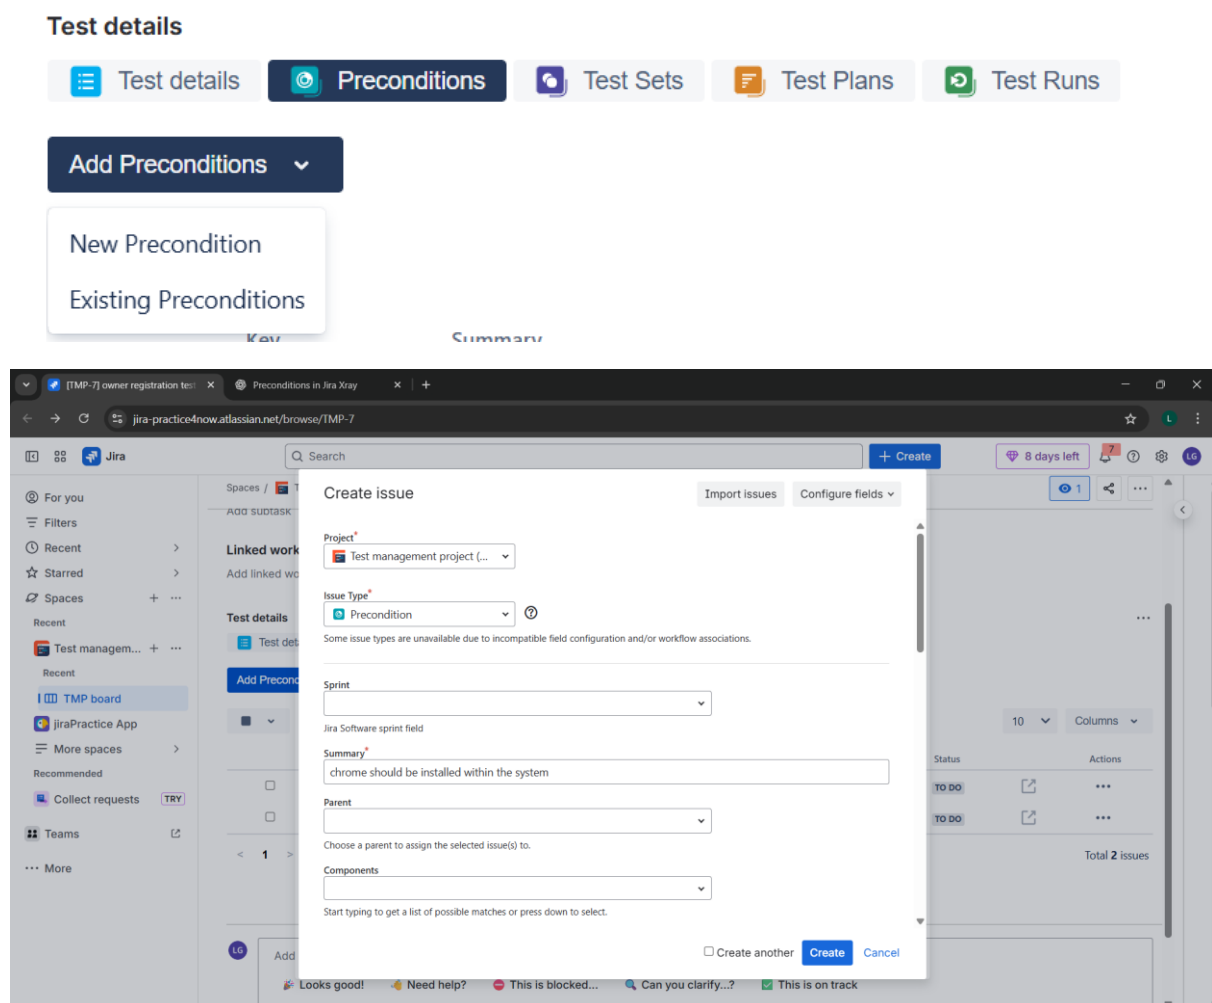 Test details
Test details Preconditions Test Sets Test Plans Test Runs
Add Preconditions
New Precondition
Existing Preconditions
Key Summary
[TMP-7] owner registration test Preconditions in Jira Xray
jira-practice4now.atlassian.net/browse/TMP-7 L
Jira Search + Create 8 days left 7 LG
For you
Filters
Recent
Starred
Spaces
Recent
Test managem...
Recent
TMP board
jiraPractice App
More spaces
Recommended
Collect requests TRY
Teams
More
Spaces / T
Add subtask
Linked work
Add linked wo
Test details
Test deta
Add Precond
< 1 >
Create issue Import issues Configure fields
Project*
Test management project (...
Issue Type*
Precondition
Some issue types are unavailable due to incompatible field configuration and/or workflow associations.
Sprint
Jira Software sprint field
Summary*
chrome should be installed within the system
Parent
Choose a parent to assign the selected issue(s) to.
Components
Start typing to get a list of possible matches or press down to select.
Create another Create Cancel
1
10 Columns
Status Actions
TO DO
TO DO
Total 2 issues
LG Add
Looks good! Need help? This is blocked... Can you clarify...? This is on track